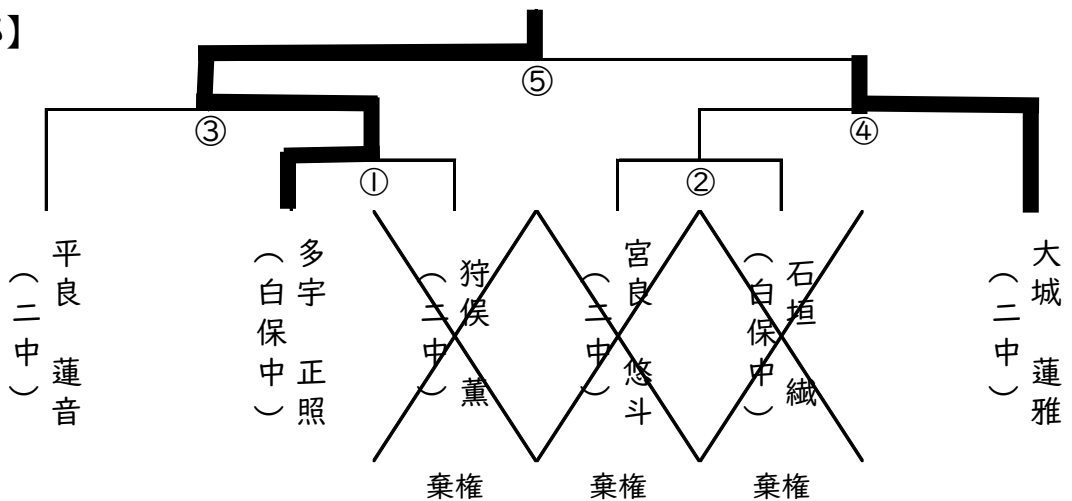 】
⑤
③
④
①
②
平良 蓮音
（二中）
多宇 正照
（白保中）
狩俣 薫
（二中）
宮良 悠斗
（二中）
石垣 繊
（白保中）
大城 蓮雅
（二中）
棄権 棄権 棄権